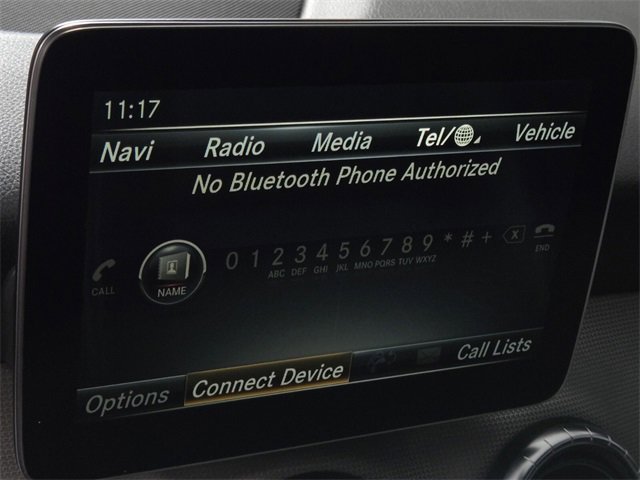 11:17
Navi Radio Media Tel/ Vehicle
No Bluetooth Phone Authorized
0 1 2 3 4 5 6 7 8 9 * # +
ABC DEF GHI JKL MNO PQRS TUV WXYZ
CALL NAME END
Options Connect Device Call Lists